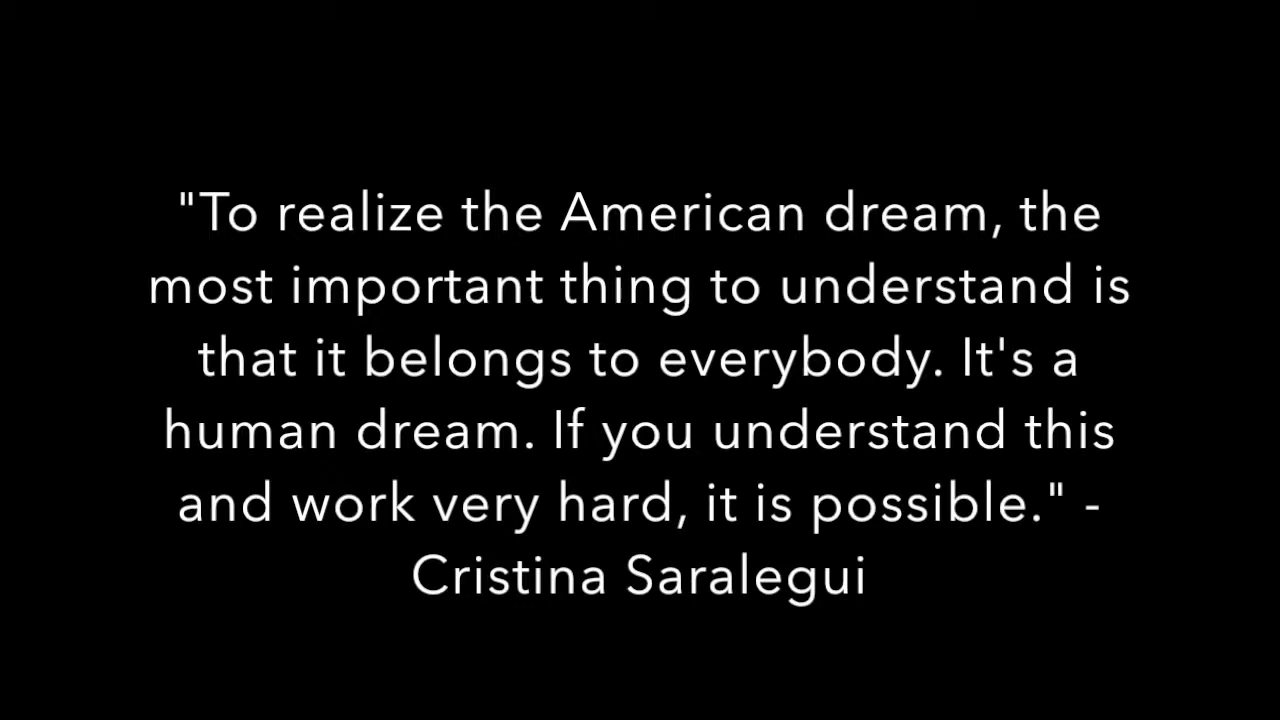 "To realize the American dream, the
most important thing to understand is
that it belongs to everybody. It's a
human dream. If you understand this
and work very hard, it is possible." -
Cristina Saralegui